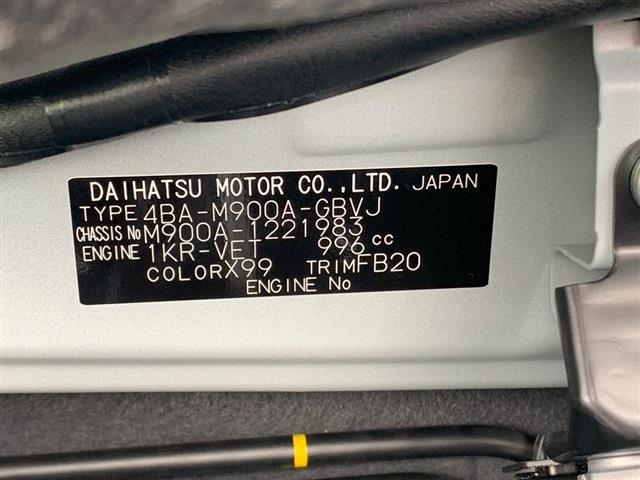 DAIHATSU MOTOR CO.,LTD. JAPAN
TYPE 4BA-M900A-GBVJ
CHASSIS No M900A-1221983
ENGINE 1KR-VET 996 cc
COLOR X99 TRIM FB20
ENGINE No